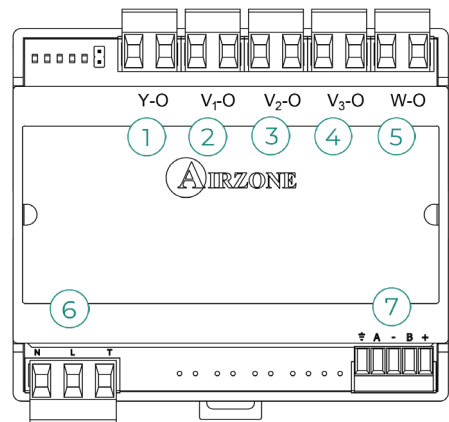 Y-O V₁-O V₂-O V₃-O W-O
1 2 3 4 5
AIRZONE
6 7
⏚ A - B +
N L T